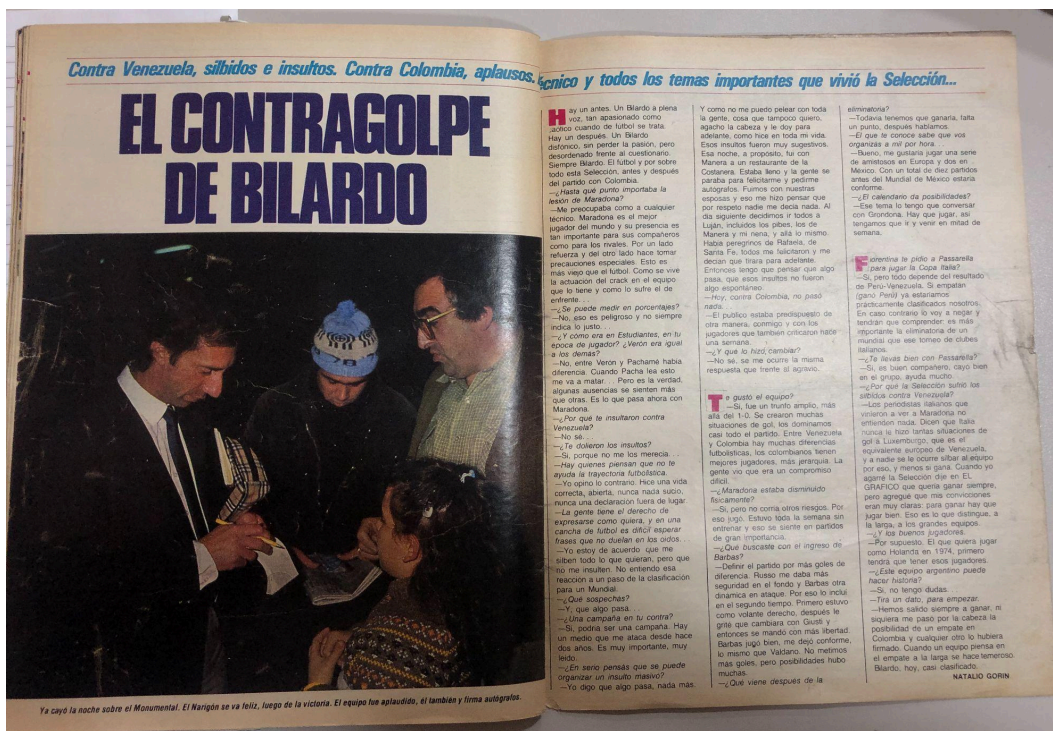 Contra Venezuela, silbidos e insultos. Contra Colombia, aplausos.
écnico y todos los temas importantes que vivió la Selección...
EL CONTRAGOLPE
DE BILARDO
Ya cayó la noche sobre el Monumental. El Narigón se va feliz, luego de la victoria. El equipo fue aplaudido, él también y firma autógrafos.
Hay un antes. Un Bilardo a plena
voz, tan apasionado como
caótico cuando de futbol se trata.
Hay un después. Un Bilardo
disfónico, sin perder la pasión, pero
desordenado frente al cuestionario.
Siempre Bilardo. El fútbol y por sobre
todo esta Selección, antes y después
del partido con Colombia.
—¿Hasta qué punto importaba la
lesión de Maradona?
—Me preocupaba como a cualquier
técnico. Maradona es el mejor
jugador del mundo y su presencia es
tan importante para sus compañeros
como para los rivales. Por un lado
refuerza y del otro lado hace tomar
precauciones especiales. Esto es
más viejo que el futbol. Como se vive
la actuación del crack en el equipo
que lo tiene y como lo sufre el de
enfrente...
—¿Se puede medir en porcentajes?
—No, eso es peligroso y no siempre
indica lo justo...
—¿Y cómo era en Estudiantes, en tu
época de jugador? ¿Verón era igual
a los demás?
—No, entre Verón y Pachamé había
diferencia. Cuando Pacha lea esto
me va a matar... Pero es la verdad,
algunas ausencias se sienten más
que otras. Es lo que pasa ahora con
Maradona.
—¿Por qué te insultaron contra
Venezuela?
—No sé...
—¿Te dolieron los insultos?
—Sí, porque no me los merecía...
—Hay quienes piensan que no te
ayuda la trayectoria futbolística.
—Yo opino lo contrario. Hice una vida
correcta, abierta, nunca nada sucio,
nunca una declaración fuera de lugar.
—La gente tiene el derecho de
expresarse como quiera, y en una
cancha de futbol es difícil esperar
frases que no duelan en los oídos...
—Yo estoy de acuerdo que me
silben todo lo que quieran, pero que
no me insulten. No entiendo esa
reacción a un paso de la clasificación
para un Mundial.
—¿Qué sospechas?
—Y, que algo pasa...
—¿Una campaña en tu contra?
—Sí, podría ser una campaña. Hay
un medio que me ataca desde hace
dos años. Es muy importante, muy
leído.
—¿En serio pensás que se puede
organizar un insulto masivo?
—Yo digo que algo pasa, nada más.
Y como no me puedo pelear con toda
la gente, cosa que tampoco quiero,
agacho la cabeza y le doy para
adelante, como hice en toda mi vida.
Esos insultos fueron muy sugestivos.
Esa noche, a propósito, fui con
Manera a un restaurante de la
Costanera. Estaba lleno y la gente se
paraba para felicitarme y pedirme
autógrafos. Fuimos con nuestras
esposas y eso me hizo pensar que
por respeto nadie me decía nada. Al
día siguiente decidimos ir todos a
Luján, incluidos los pibes, los de
Manera y mi nena, y allá lo mismo.
Había peregrinos de Rafaela, de
Santa Fe, todos me felicitaron y me
decían que tirara para adelante.
Entonces tengo que pensar que algo
pasa, que esos insultos no fueron
algo espontáneo.
—Hoy, contra Colombia, no pasó
nada...
—El público estaba predispuesto de
otra manera, conmigo y con los
jugadores que también criticaron hace
una semana.
—¿Y qué lo hizo cambiar?
—No sé, se me ocurre la misma
respuesta que frente al agravio.
Te gustó el equipo?
—Sí, fue un triunfo amplio, más
allá del 1-0. Se crearon muchas
situaciones de gol, los dominamos
casi todo el partido. Entre Venezuela
y Colombia hay muchas diferencias
futbolísticas, los colombianos tienen
mejores jugadores, más jerarquía. La
gente vio que era un compromiso
difícil.
—¿Maradona estaba disminuido
físicamente?
—Sí, pero no corría otros riesgos. Por
eso jugó. Estuvo toda la semana sin
entrenar y eso se siente en partidos
de gran importancia.
—¿Qué buscaste con el ingreso de
Barbas?
—Definir el partido por más goles de
diferencia. Russo me daba más
seguridad en el fondo y Barbas otra
dinámica en ataque. Por eso lo incluí
en el segundo tiempo. Primero estuvo
como volante derecho, después le
grité que cambiara con Giusti y
entonces se mandó con más libertad.
Barbas jugó bien, me dejó conforme,
lo mismo que Valdano. No metimos
más goles, pero posibilidades hubo
muchas.
—¿Qué viene después de la
eliminatoria?
—Todavía tenemos que ganarla, falta
un punto, después hablamos.
—El que te conoce sabe que vos
organizás a mil por hora.
—Bueno, me gustaría jugar una serie
de amistosos en Europa y dos en
México. Con un total de diez partidos
antes del Mundial de México estaría
conforme.
—¿El calendario da posibilidades?
—Ese tema lo tengo que conversar
con Grondona. Hay que jugar, así
tengamos que ir y venir en mitad de
semana.
Fiorentina te pidió a Passarella
para jugar la Copa Italia?
—Sí, pero todo depende del resultado
de Perú-Venezuela. Si empatan
(ganó Perú) ya estaríamos
prácticamente clasificados nosotros.
En caso contrario lo voy a negar y
tendrán que comprender: es más
importante la eliminatoria de un
mundial que ese torneo de clubes
italianos.
—¿Te llevás bien con Passarella?
—Sí, es buen compañero, cayó bien
en el grupo, ayuda mucho.
—¿Por qué la Selección sufrió los
silbidos contra Venezuela?
—Los periodistas italianos que
vinieron a ver a Maradona no
entienden nada. Dicen que Italia
nunca le hizo tantas situaciones de
gol a Luxemburgo, que es el
equivalente europeo de Venezuela,
y a nadie se le ocurre silbar al equipo
por eso, y menos si gana. Cuando yo
agarré la Selección dije en EL
GRAFICO que quería ganar siempre,
pero agregué que mis convicciones
eran muy claras: para ganar hay que
jugar bien. Eso es lo que distingue, a
la larga, a los grandes equipos.
—¿Y los buenos jugadores?
—Por supuesto. El que quiera jugar
como Holanda en 1974, primero
tendrá que tener esos jugadores.
—¿Este equipo argentino puede
hacer historia?
—Sí, no tengo dudas.
—Tira un dato, para empezar.
—Hemos salido siempre a ganar, ni
siquiera me pasó por la cabeza la
posibilidad de un empate en
Colombia y cualquier otro lo hubiera
firmado. Cuando un equipo piensa en
el empate a la larga se hace temeroso.
Bilardo, hoy, casi clasificado.
NATALIO GORIN